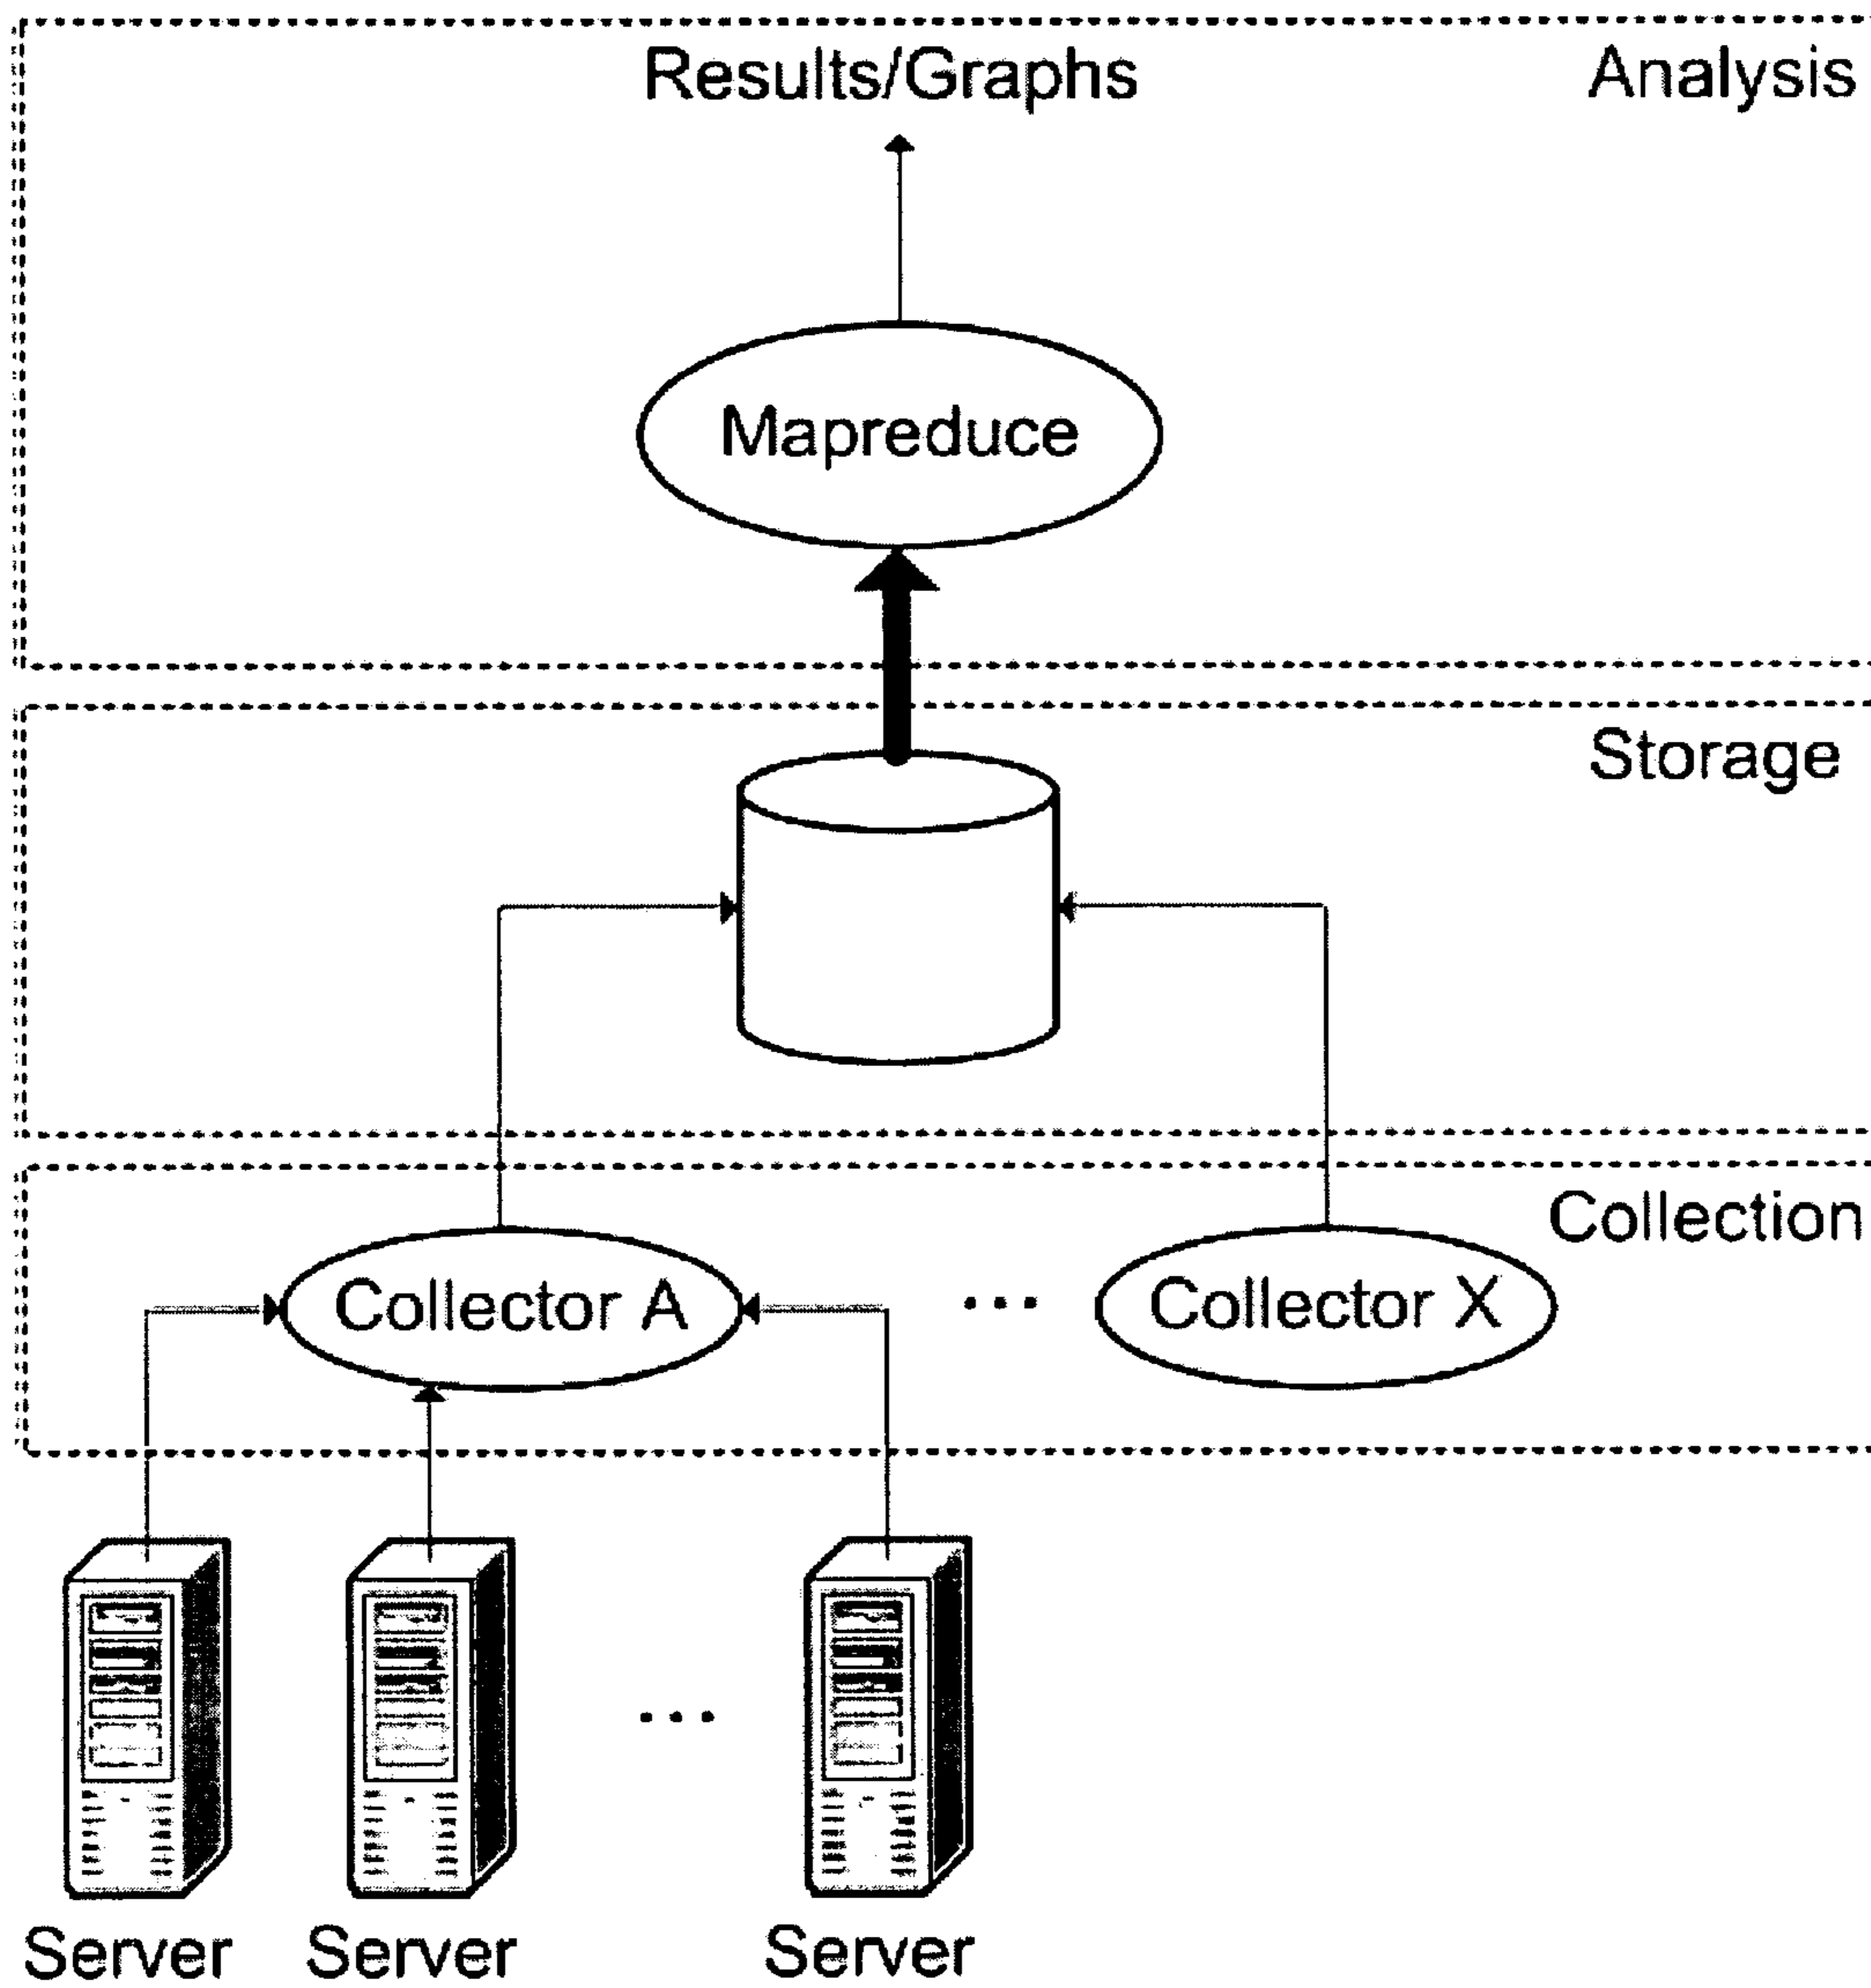 Results/Graphs
Analysis
Mapreduce
Storage
Collection
Collector A
...
Collector X
...
Server
Server
Server